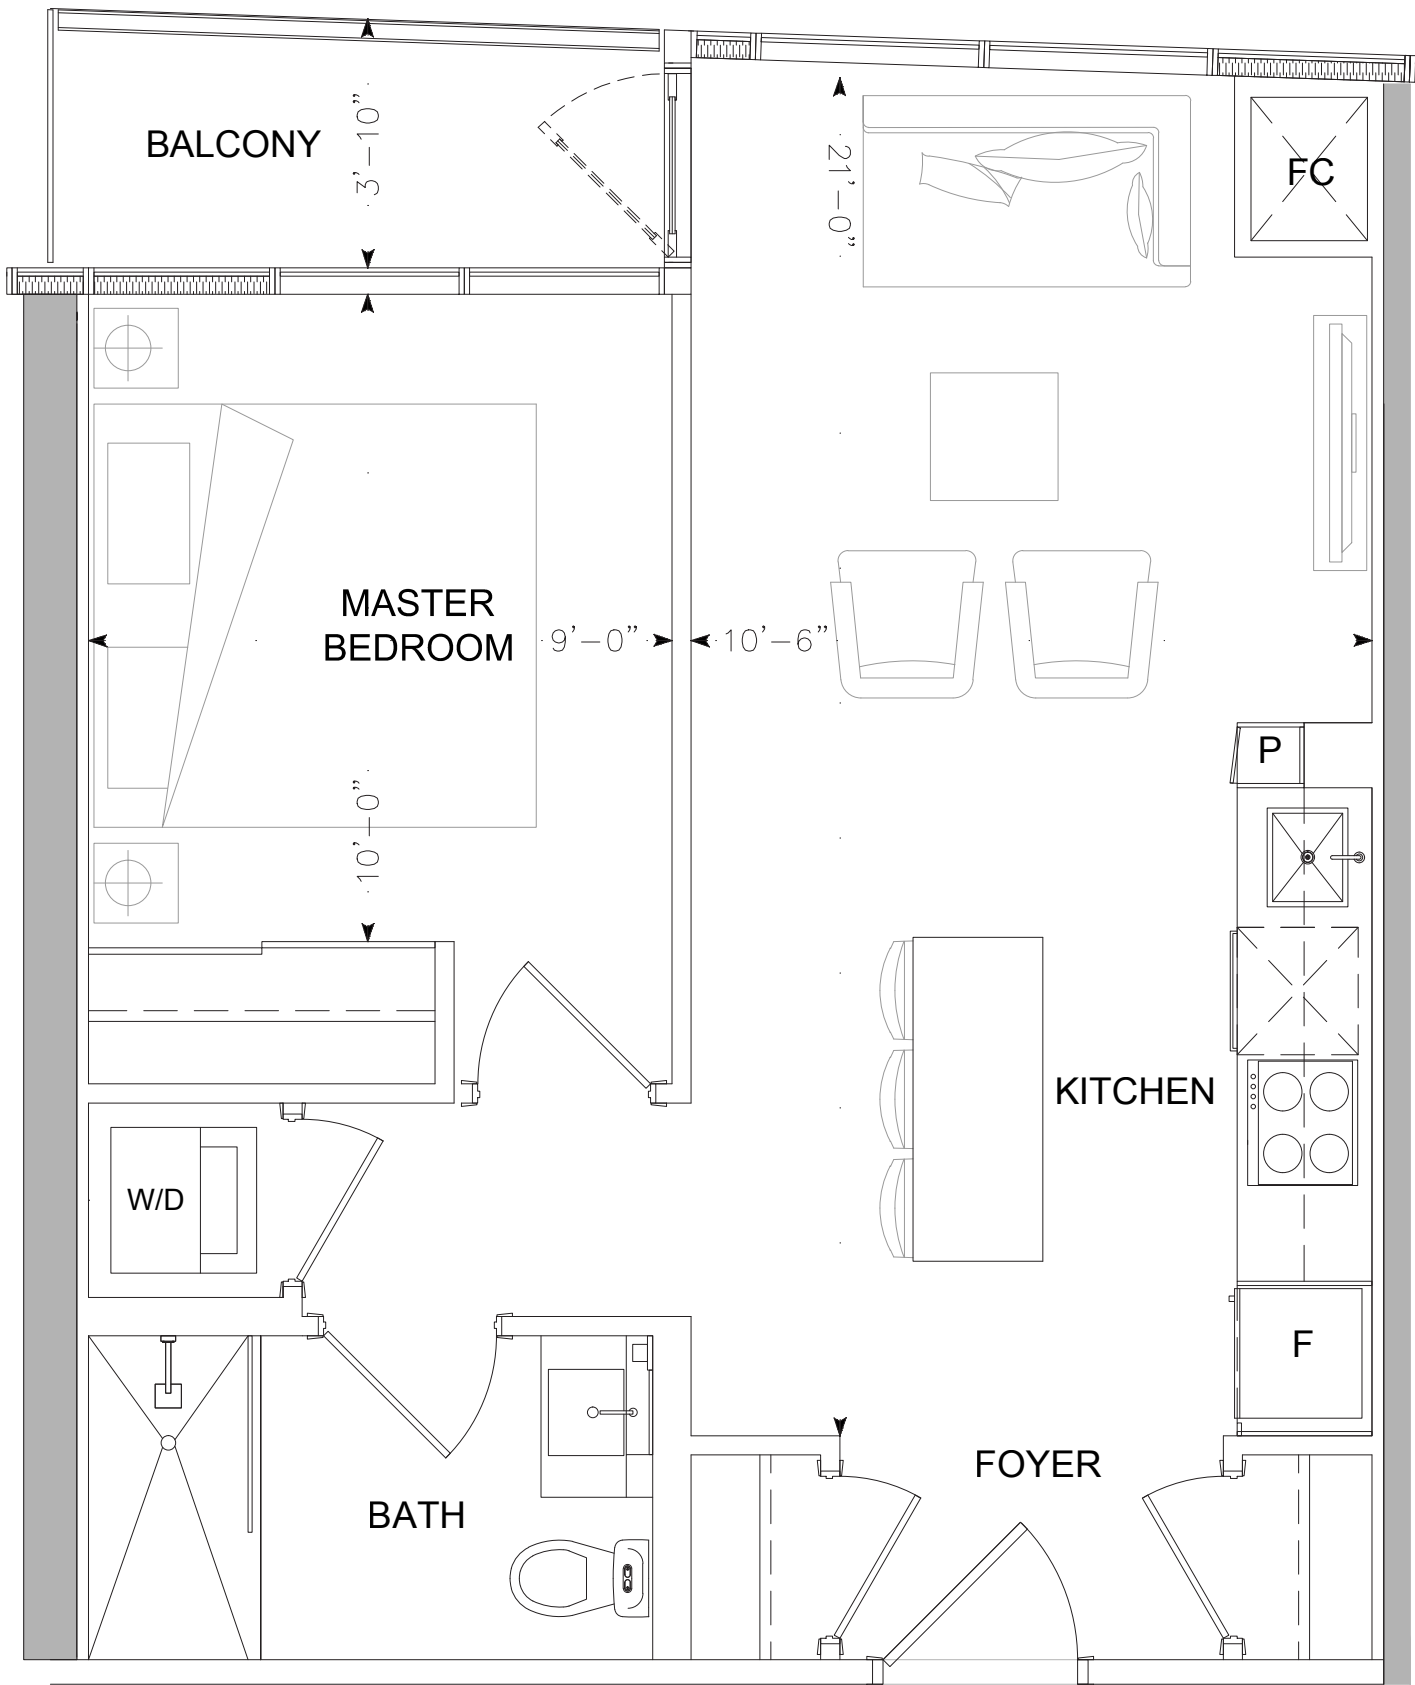 BALCONY
3'-10"
21'-0"
FC
MASTER
BEDROOM
9'-0"
10'-6"
P
10'-0"
KITCHEN
W/D
F
FOYER
BATH